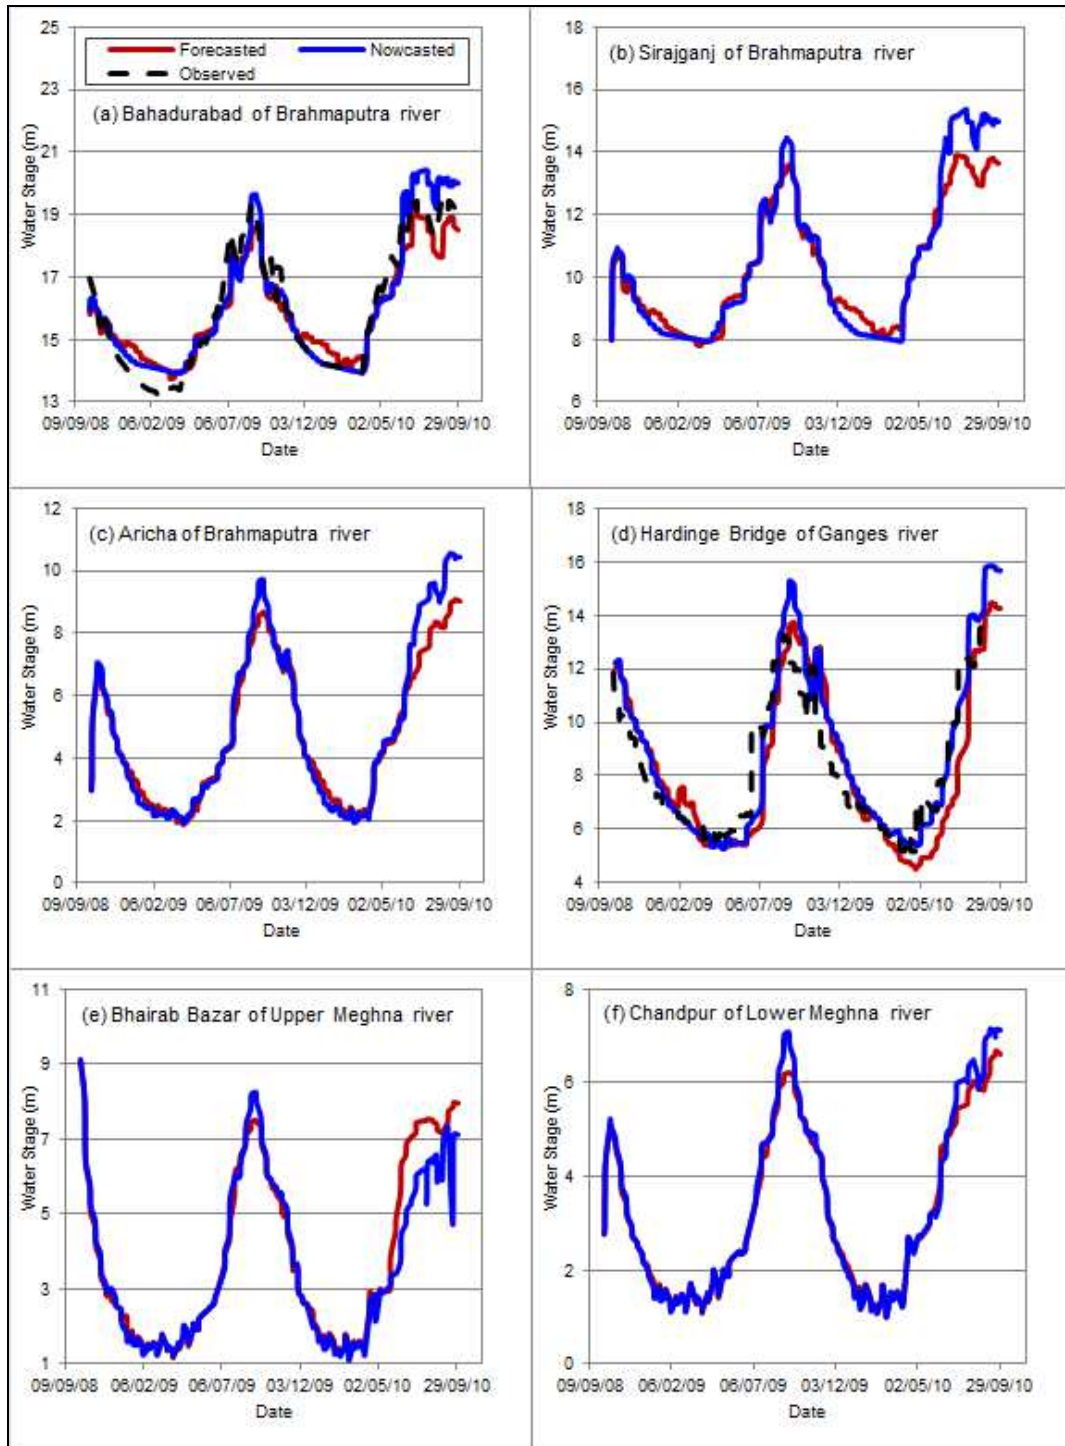 25
23
21
19
17
15
13
Water Stage (m)
Forecasted
Nowcasted
Observed
(a) Bahadurabad of Brahmaputra river
09/09/08 06/02/09 06/07/09 03/12/09 02/05/10 29/09/10
Date
18
16
14
12
10
8
6
Water Stage (m)
(b) Sirajganj of Brahmaputra river
09/09/08 06/02/09 06/07/09 03/12/09 02/05/10 29/09/10
Date
12
10
8
6
4
2
0
Water Stage (m)
(c) Aricha of Brahmaputra river
09/09/08 06/02/09 06/07/09 03/12/09 02/05/10 29/09/10
Date
18
16
14
12
10
8
6
4
Water Stage (m)
(d) Hardinge Bridge of Ganges river
09/09/08 06/02/09 06/07/09 03/12/09 02/05/10 29/09/10
Date
11
9
7
5
3
1
Water Stage (m)
(e) Bhairab Bazar of Upper Meghna river
09/09/08 06/02/09 06/07/09 03/12/09 02/05/10 29/09/10
Date
8
6
4
2
0
Water Stage (m)
(f) Chandpur of Lower Meghna river
09/09/08 06/02/09 06/07/09 03/12/09 02/05/10 29/09/10
Date